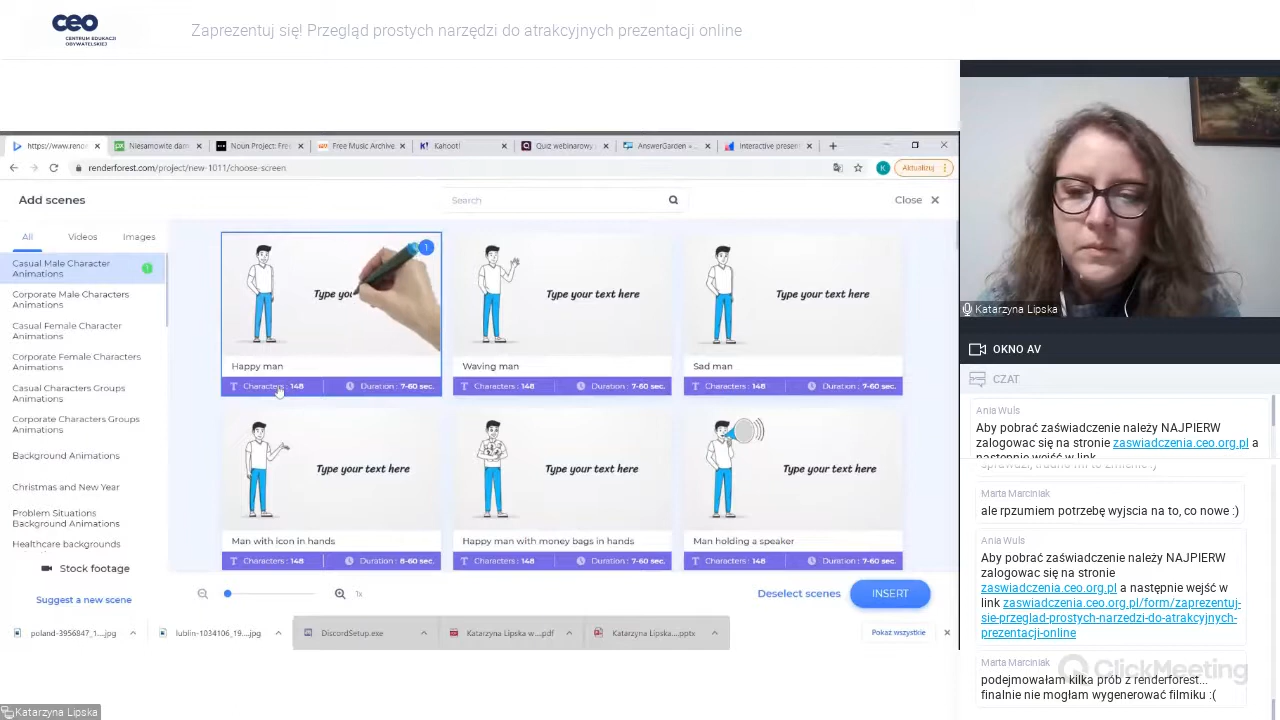 ceo
CENTRUM EDUKACJI
OBYWATELSKIEJ
Zaprezentuj się! Przegląd prostych narzędzi do atrakcyjnych prezentacji online
https://www.rend
Niesamowite dam
Noun Project: Free
Free Music Archive
Kahoot!
Quiz webinarowy
AnswerGarden »
Interactive present
renderforest.com/project/new-1011/choose-screen
K
Aktualizuj
Add scenes
Search
Close
All
Videos
Images
Casual Male Character
Animations
1
Corporate Male Characters
Animations
Casual Female Character
Animations
Corporate Female Characters
Animations
Casual Characters Groups
Animations
Corporate Characters Groups
Animations
Background Animations
Christmas and New Year
Problem Situations
Background Animations
Healthcare backgrounds
Stock footage
Suggest a new scene
1
Type you
Happy man
Characters : 148
Duration : 7-60 sec.
Type your text here
Waving man
Characters : 148
Duration : 7-60 sec.
Type your text here
Sad man
Characters : 148
Duration : 7-60 sec.
Type your text here
Man with icon in hands
Characters : 148
Duration : 8-60 sec.
Type your text here
Happy man with money bags in hands
Characters : 148
Duration : 7-60 sec.
Type your text here
Man holding a speaker
Characters : 148
Duration : 7-60 sec.
1x
Deselect scenes
INSERT
poland-3956847_1....jpg
lublin-1034106_19....jpg
DiscordSetup.exe
Katarzyna Lipska w....pdf
Katarzyna Lipska....pptx
Pokaż wszystkie
Katarzyna Lipska
Katarzyna Lipska
OKNO AV
CZAT
Ania Wuls
Aby pobrać zaświadczenie należy NAJPIERW
zalogowac się na stronie zaswiadczenia.ceo.org.pl a
następnie wejść w link
sprawdzi, trudno mi to zmienić :)
Marta Marciniak
ale rpzumiem potrzebę wyjscia na to, co nowe :)
Ania Wuls
Aby pobrać zaświadczenie należy NAJPIERW
zalogowac się na stronie
zaswiadczenia.ceo.org.pl a następnie wejść w
link zaswiadczenia.ceo.org.pl/form/zaprezentuj-
sie-przeglad-prostych-narzedzi-do-atrakcyjnych-
prezentacji-online
Marta Marciniak
podejmowałam kilka prób z renderforest...
finalnie nie mogłam wygenerować filmiku :(
ClickMeeting